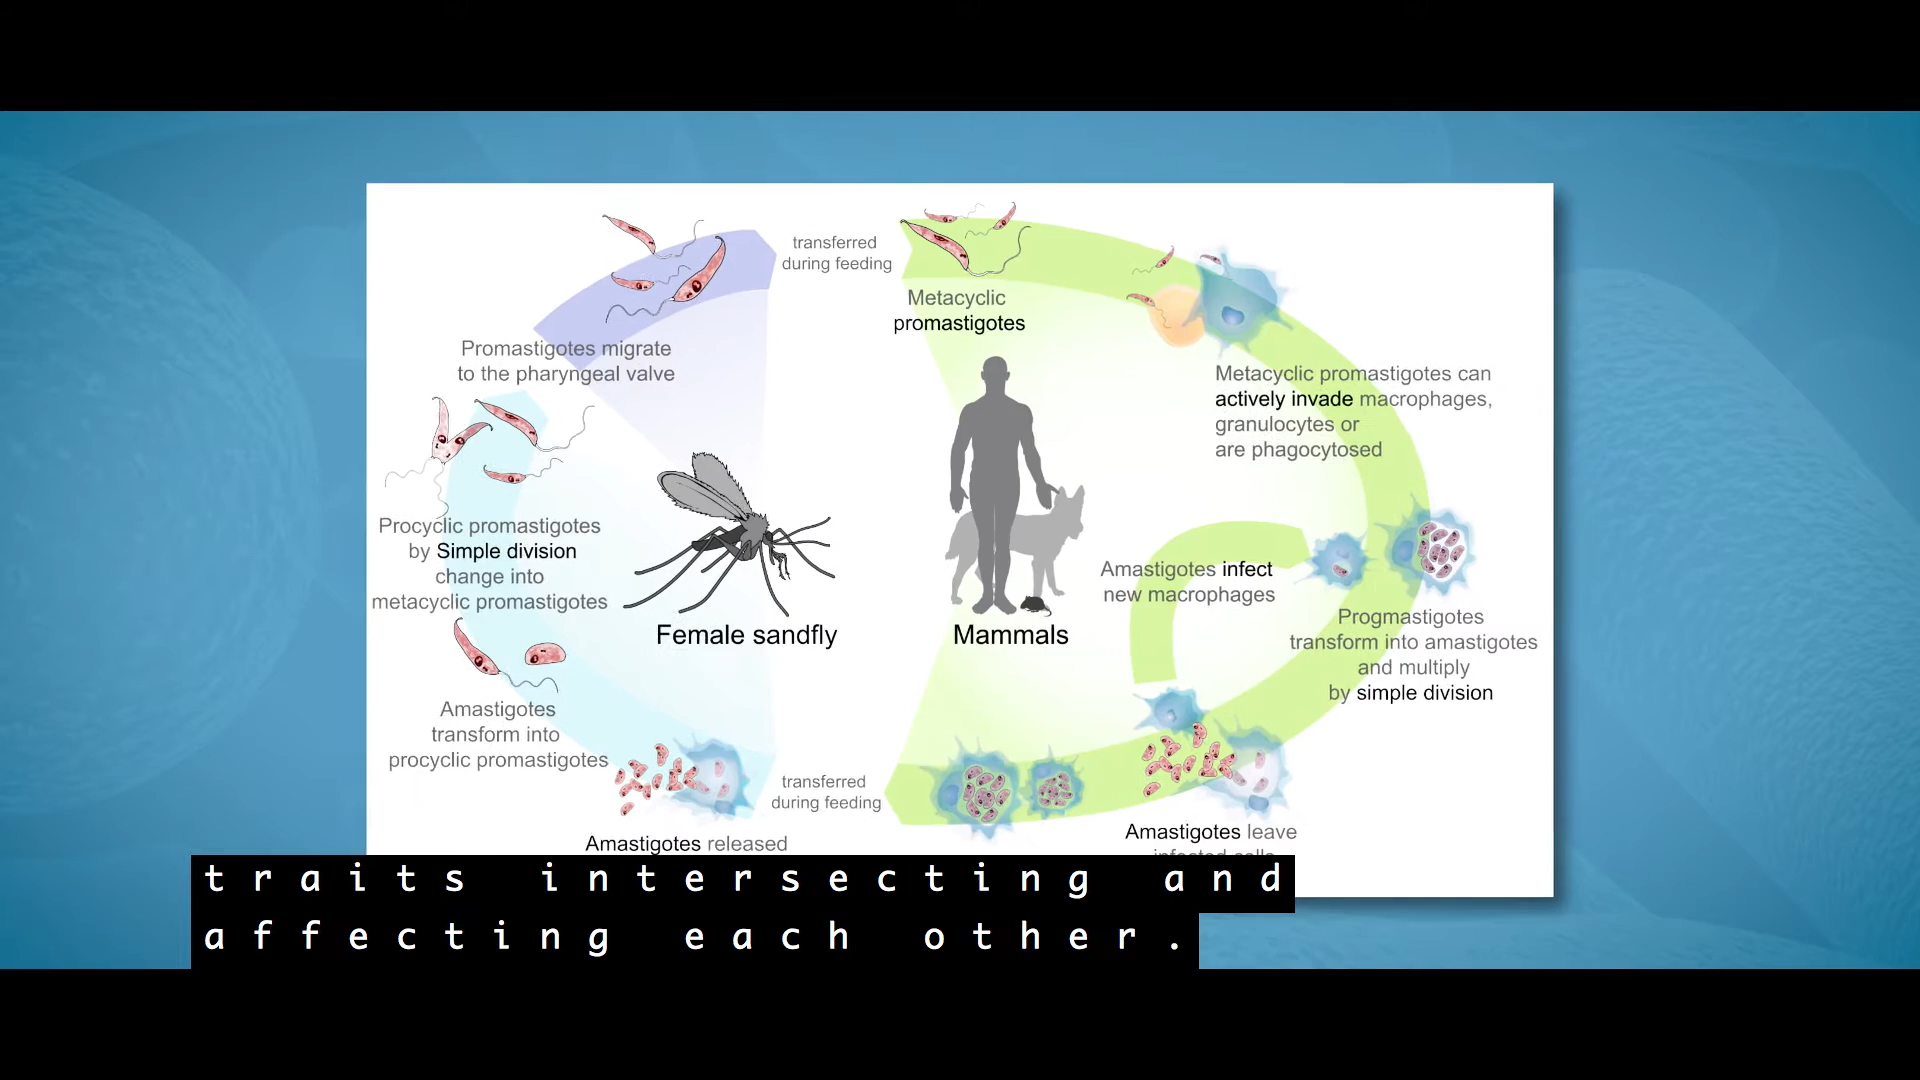 transferred
during feeding
Metacyclic
promastigotes
Promastigotes migrate
to the pharyngeal valve
Metacyclic promastigotes can
actively invade macrophages,
granulocytes or
are phagocytosed
Procyclic promastigotes
by Simple division
change into
metacyclic promastigotes
Amastigotes infect
new macrophages
Female sandfly
Mammals
Progmastigotes
transform into amastigotes
and multiply
by simple division
Amastigotes
transform into
procyclic promastigotes
transferred
during feeding
Amastigotes released
Amastigotes leave
infected cells
traits intersecting and
affecting each other.